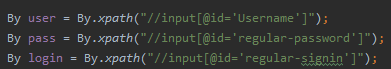 By user = By.xpath("//input[@id='Username']");
By pass = By.xpath("//input[@id='regular-password']");
By login = By.xpath("//input[@id='regular-signin']");